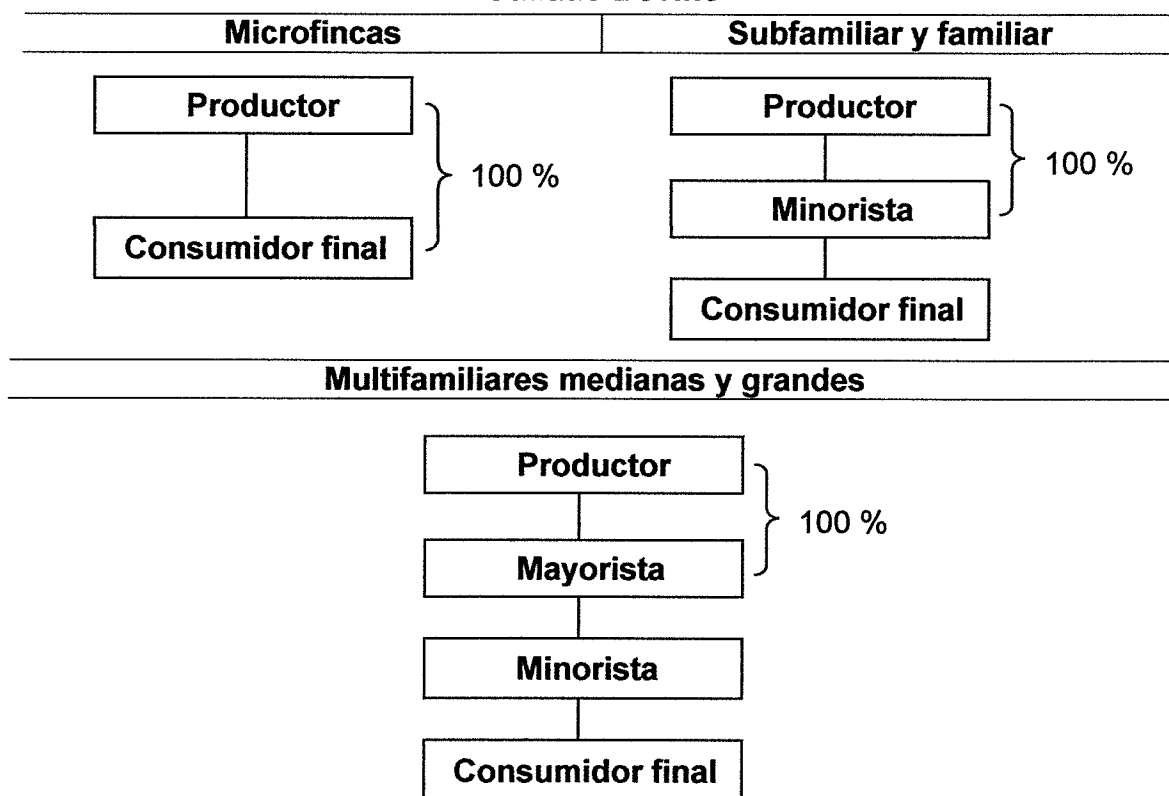 Microfincas
Subfamiliar y familiar
Productor
100 %
Consumidor final
Productor
100 %
Minorista
Consumidor final
Multifamiliares medianas y grandes
Productor
100 %
Mayorista
Minorista
Consumidor final